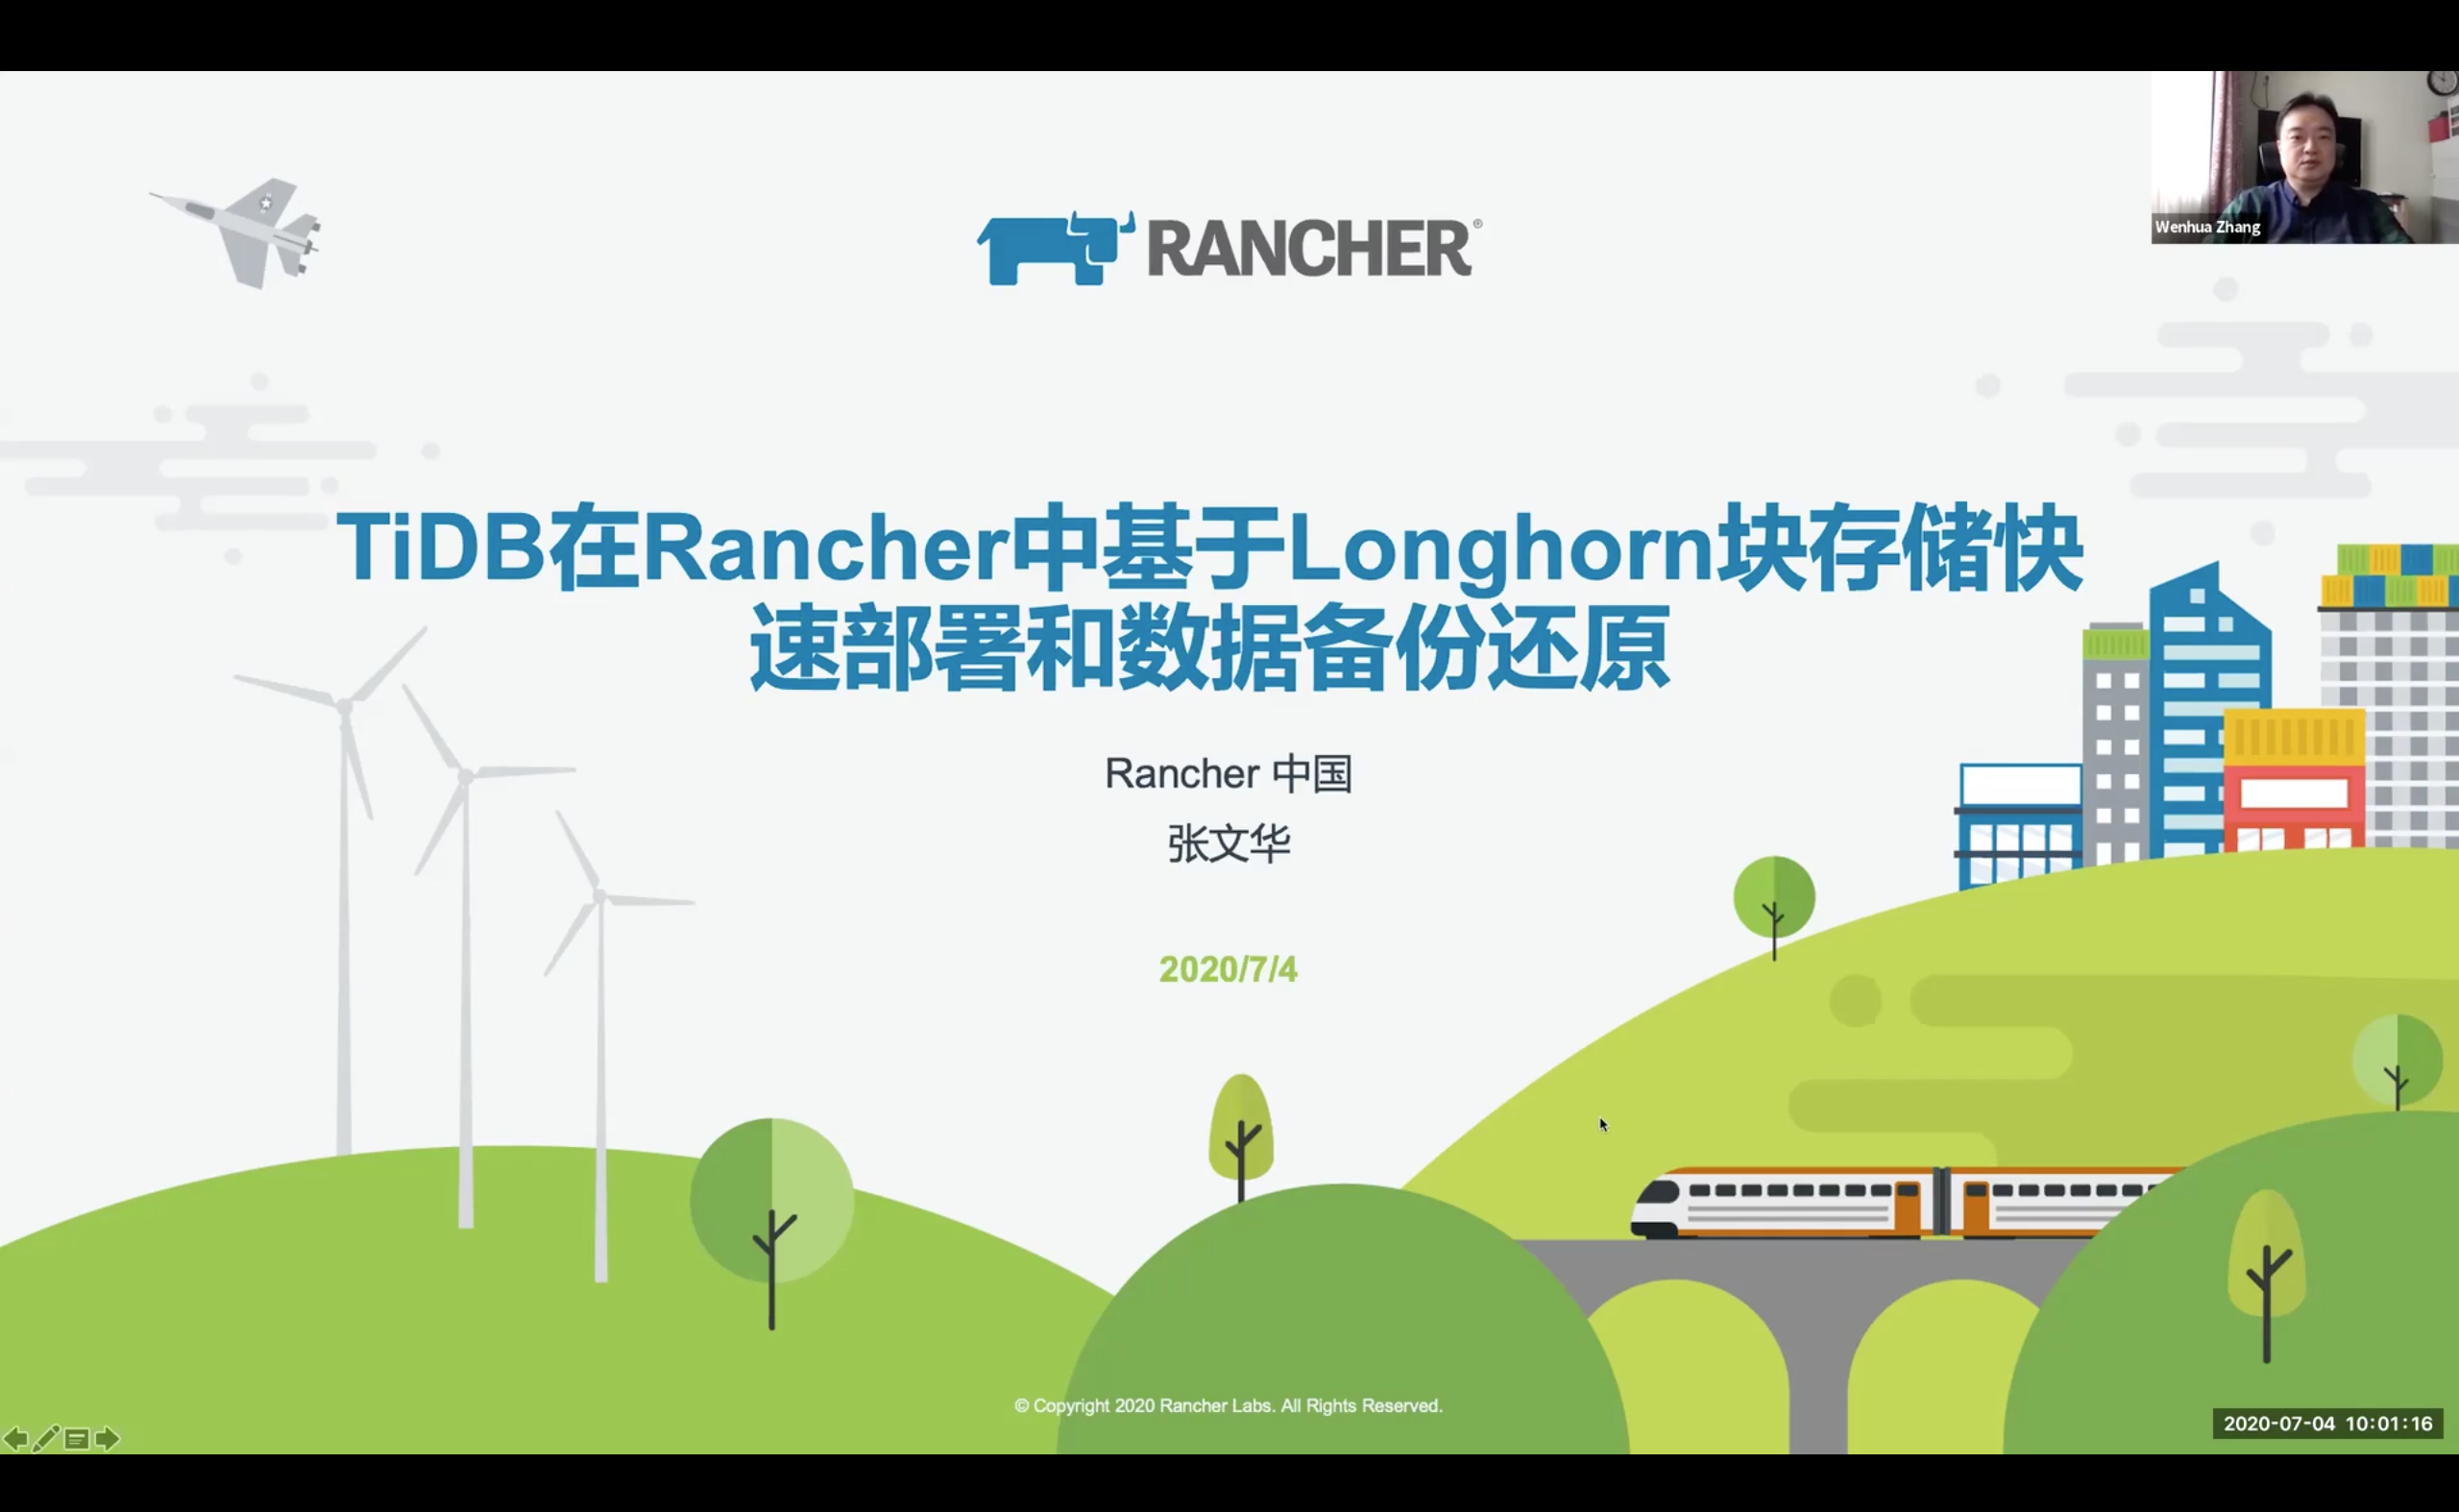 Wenhua Zhang
RANCHER®
TiDB在Rancher中基于Longhorn块存储快
速部署和数据备份还原
Rancher 中国
张文华
2020/7/4
© Copyright 2020 Rancher Labs. All Rights Reserved.
2020-07-04 10:01:16